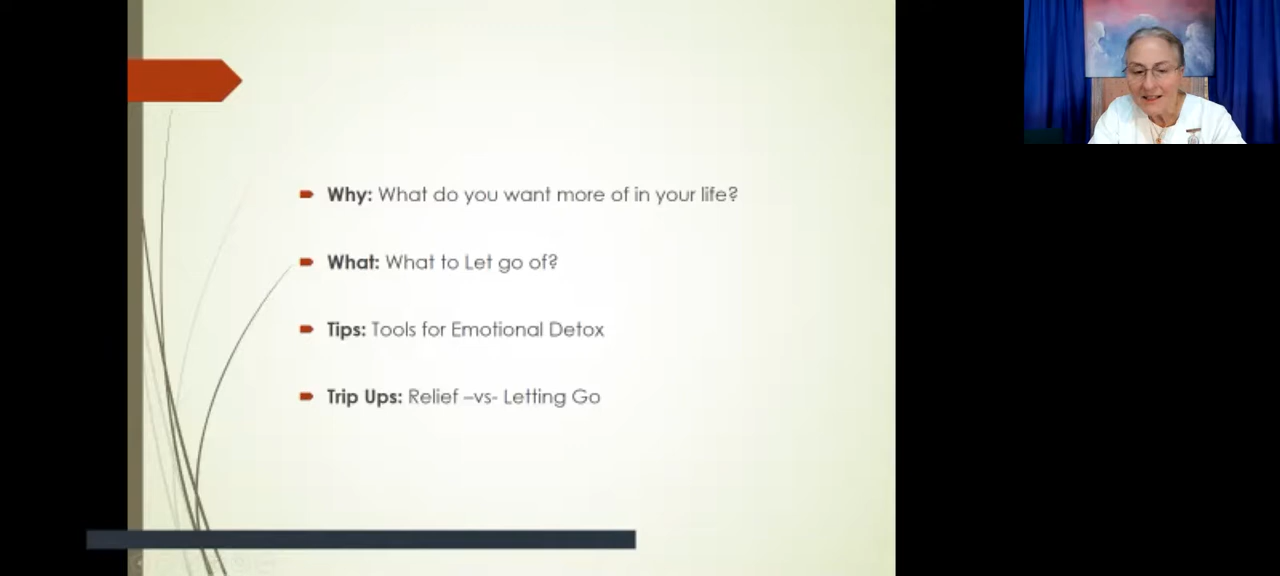 Why: What do you want more of in your life?
What: What to Let go of?
Tips: Tools for Emotional Detox
Trip Ups: Relief –vs- Letting Go